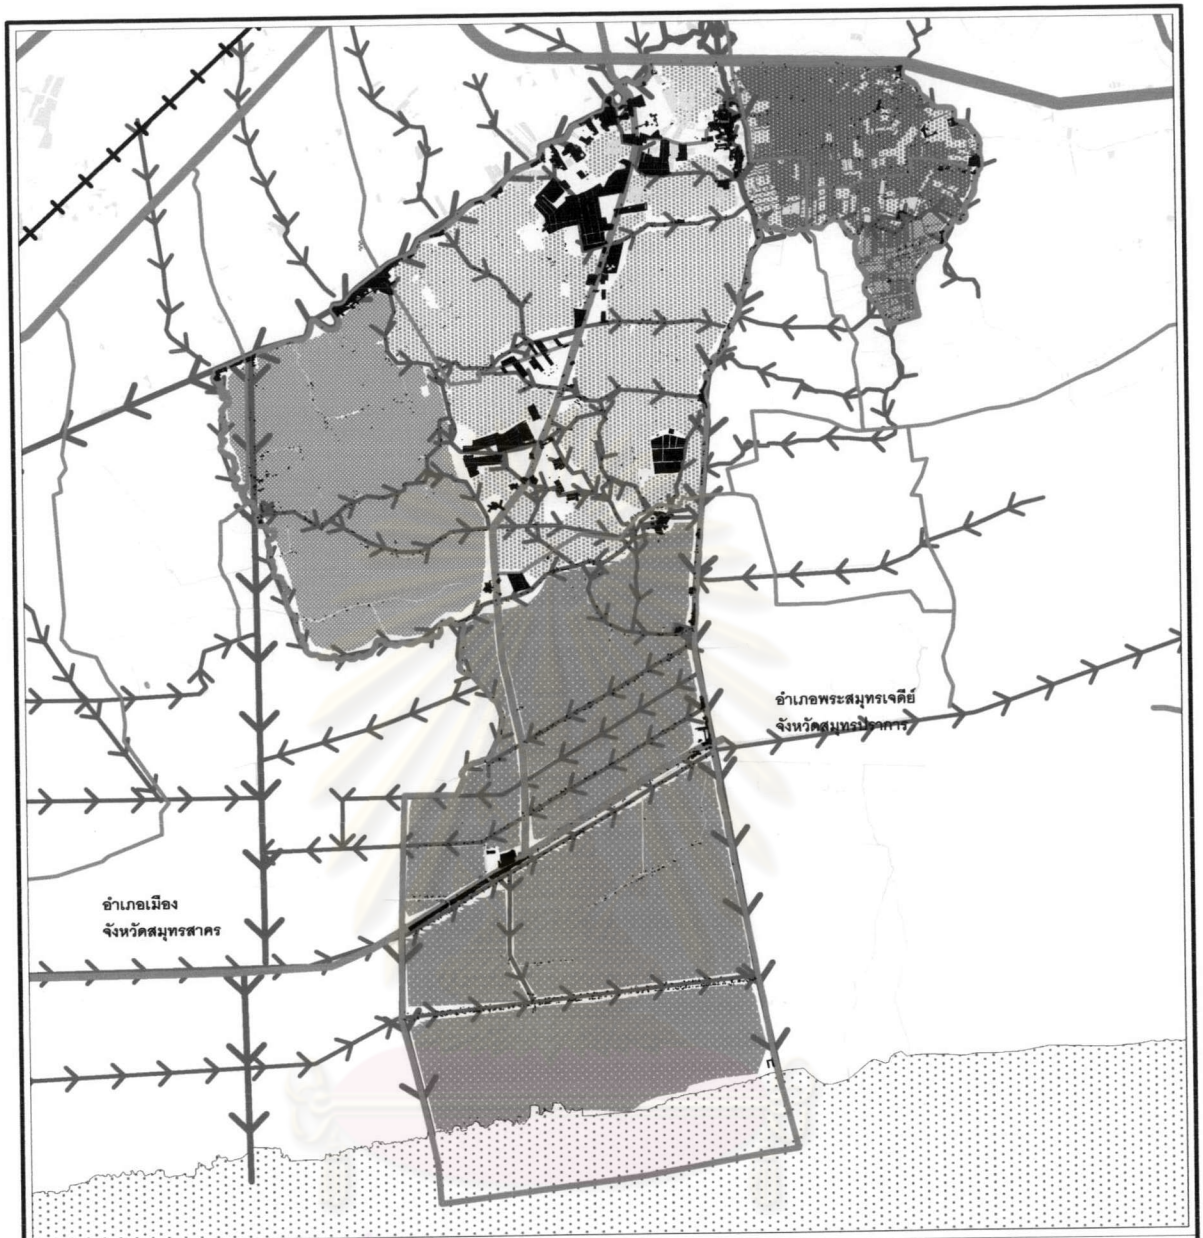 อำเภอพระสมุทรเจดีย์
จังหวัดสมุทรปราการ
อำเภอเมือง
จังหวัดสมุทรสาคร